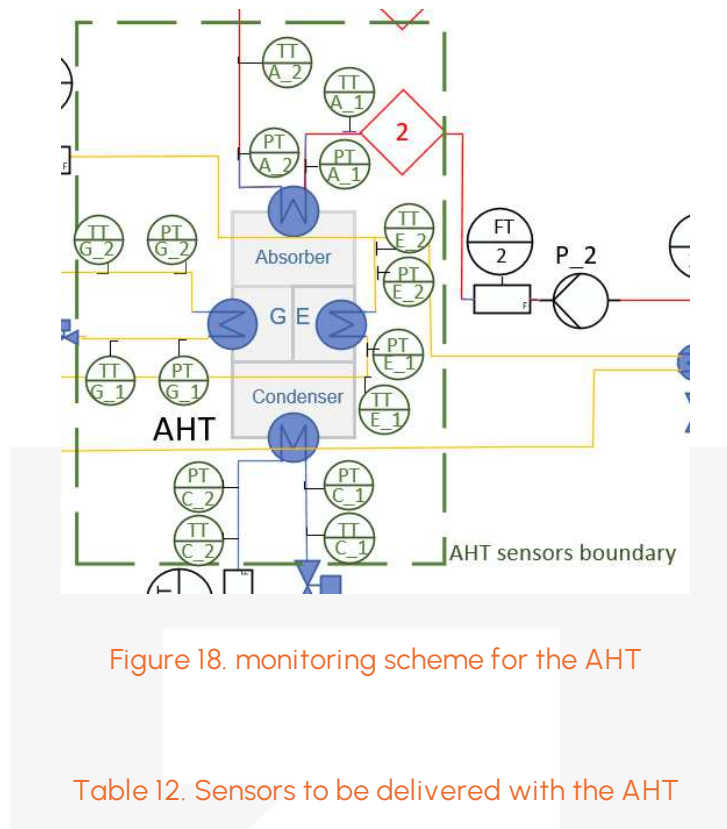 TT
A_2
TT
A_1
2
PT
A_2
PT
A_1
TT
G_2
PT
G_2
TT
E_2
FT
2
P_2
F
Absorber
PT
E_2
F
G E
PT
E_1
TT
G_1
PT
G_1
Condenser
TT
E_1
AHT
PT
C_2
PT
C_1
TT
C_2
TT
C_1
AHT sensors boundary
F
Figure 18. monitoring scheme for the AHT
Table 12. Sensors to be delivered with the AHT